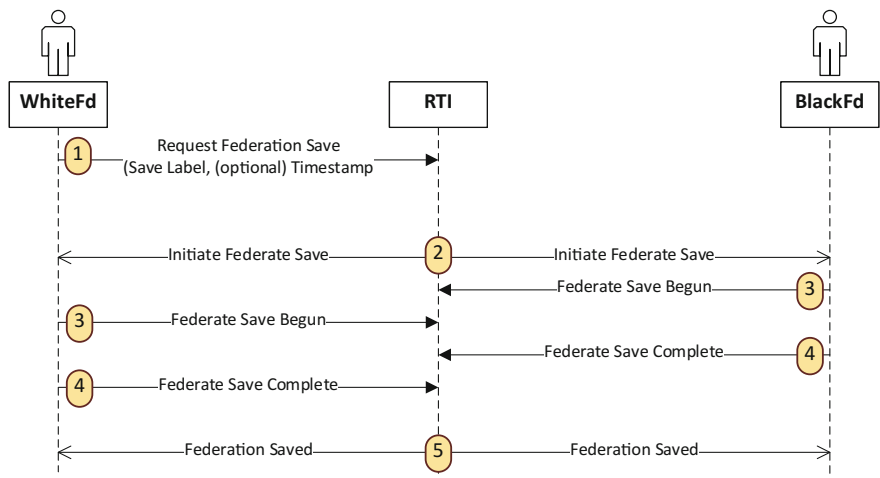 WhiteFd
RTI
BlackFd
1
Request Federation Save
(Save Label, (optional) Timestamp
Initiate Federate Save
2
Initiate Federate Save
Federate Save Begun
3
3
Federate Save Begun
Federate Save Complete
4
4
Federate Save Complete
Federation Saved
5
Federation Saved